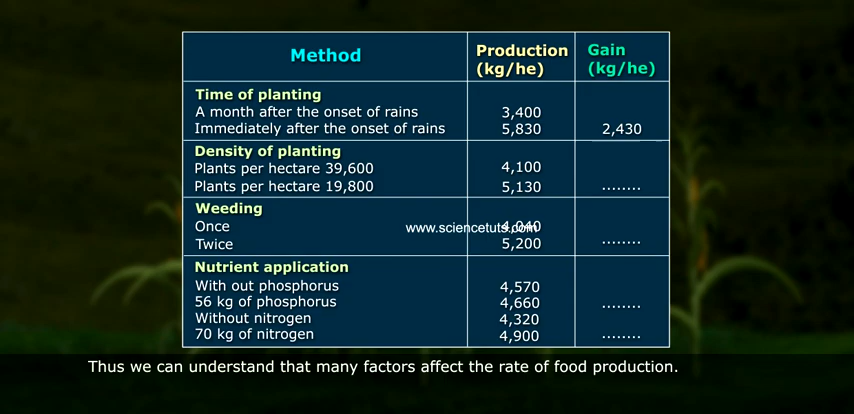 Method Production (kg/he) Gain (kg/he)
Time of planting
A month after the onset of rains 3,400
Immediately after the onset of rains 5,830 2,430
Density of planting
Plants per hectare 39,600 4,100
Plants per hectare 19,800 5,130 ........
Weeding
Once 4,040
www.sciencetuts.com
Twice 5,200 ........
Nutrient application
With out phosphorus 4,570
56 kg of phosphorus 4,660 ........
Without nitrogen 4,320
70 kg of nitrogen 4,900 ........
Thus we can understand that many factors affect the rate of food production.